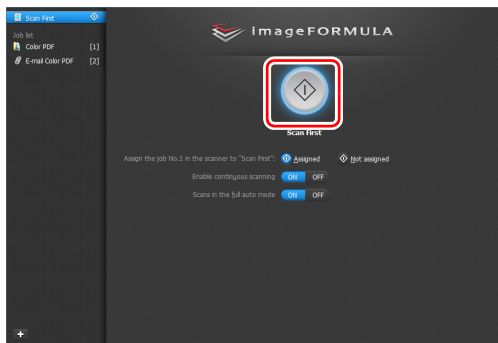 Scan First
Job list
Color PDF [1]
E-mail Color PDF [2]
imageFORMULA
Scan First
Assign the job No.1 in the scanner to "Scan First": Assigned Not assigned
Enable continuous scanning ON OFF
Scans in the full auto mode ON OFF
+